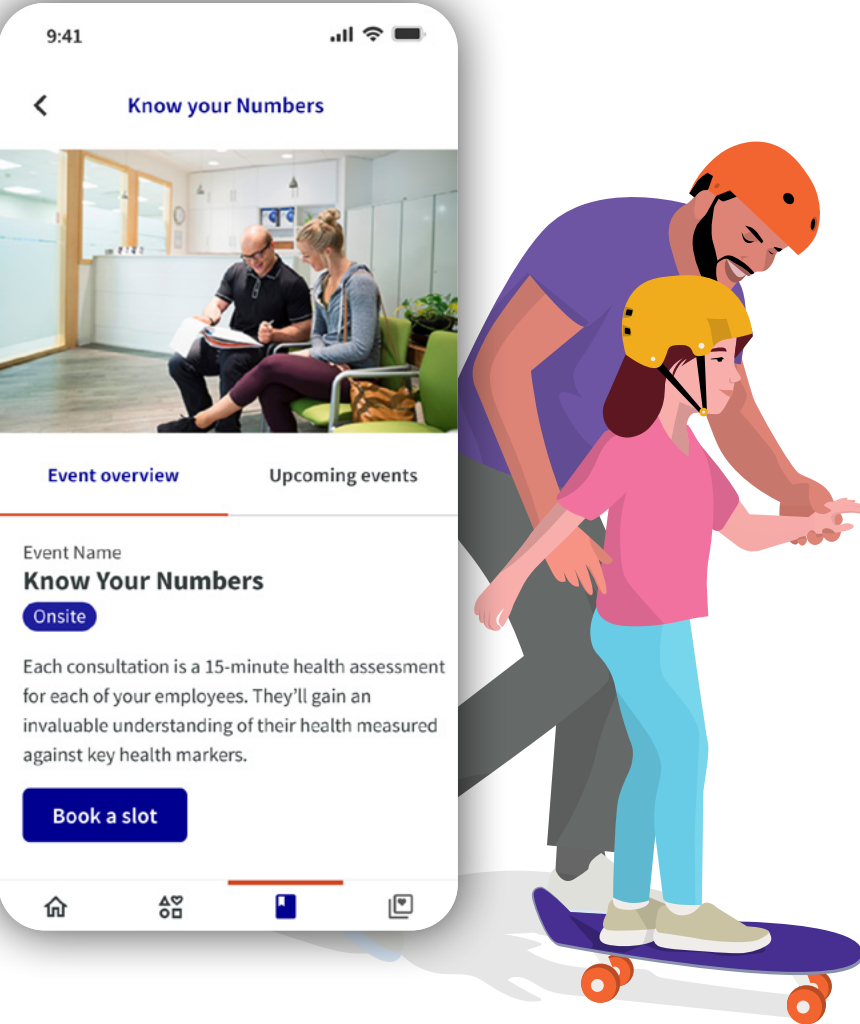 9:41
Know your Numbers
Event overview
Upcoming events
Event Name
Know Your Numbers
Onsite
Each consultation is a 15-minute health assessment
for each of your employees. They’ll gain an
invaluable understanding of their health measured
against key health markers.
Book a slot